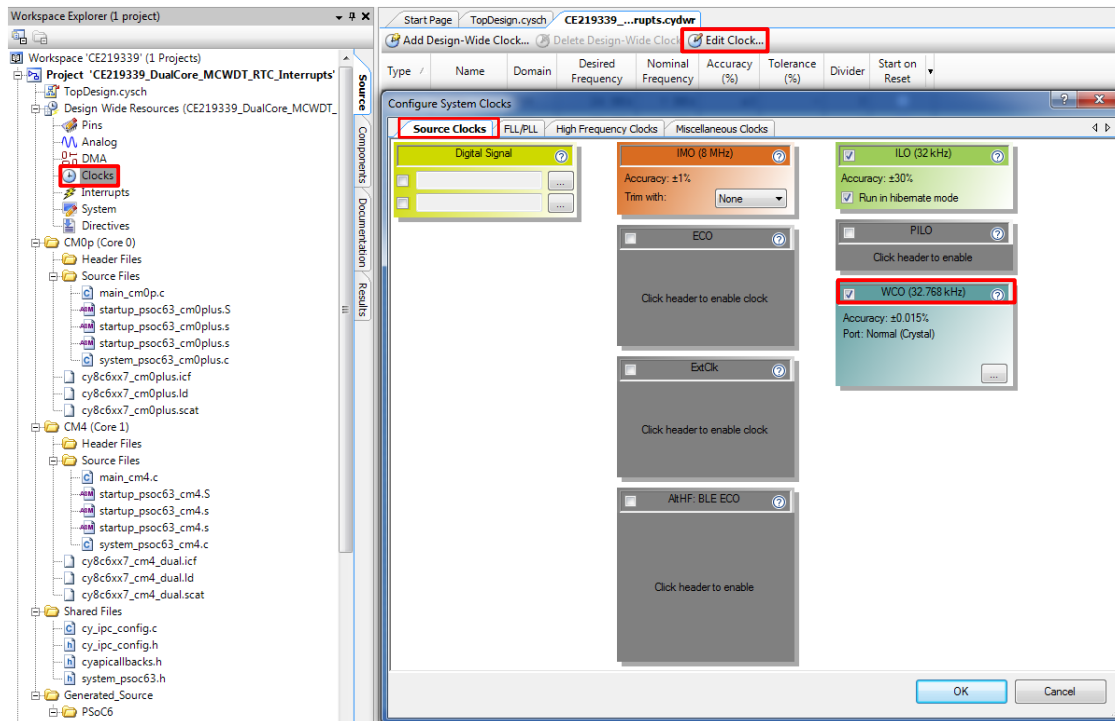 Workspace Explorer (1 project)
Workspace 'CE219339' (1 Projects)
Project 'CE219339_DualCore_MCWDT_RTC_Interrupts'
TopDesign.cysch
Design Wide Resources (CE219339_DualCore_MCWDT_
Pins
Analog
DMA
Clocks
Interrupts
System
Directives
CM0p (Core 0)
Header Files
Source Files
main_cm0p.c
startup_psoc63_cm0plus.S
startup_psoc63_cm0plus.s
startup_psoc63_cm0plus.s
system_psoc63_cm0plus.c
cy8c6xx7_cm0plus.icf
cy8c6xx7_cm0plus.ld
cy8c6xx7_cm0plus.scat
CM4 (Core 1)
Header Files
Source Files
main_cm4.c
startup_psoc63_cm4.S
startup_psoc63_cm4.s
startup_psoc63_cm4.s
system_psoc63_cm4.c
cy8c6xx7_cm4_dual.icf
cy8c6xx7_cm4_dual.ld
cy8c6xx7_cm4_dual.scat
Shared Files
cy_ipc_config.c
cy_ipc_config.h
cyapicallbacks.h
system_psoc63.h
Generated_Source
PSoC6
Source
Components
Documentation
Results
Start Page TopDesign.cysch CE219339_...rupts.cydwr
Add Design-Wide Clock... Delete Design-Wide Clock Edit Clock...
Type / Name Domain Desired Frequency Nominal Frequency Accuracy (%) Tolerance (%) Divider Start on Reset
Configure System Clocks
Source Clocks FLL/PLL High Frequency Clocks Miscellaneous Clocks
Digital Signal
...
...
IMO (8 MHz)
Accuracy: ±1%
Trim with: None
ECO
Click header to enable clock
ExtClk
Click header to enable clock
AltHF: BLE ECO
Click header to enable
ILO (32 kHz)
Accuracy: ±30%
Run in hibernate mode
PILO
Click header to enable
WCO (32.768 kHz)
Accuracy: ±0.015%
Port: Normal (Crystal)
...
OK Cancel